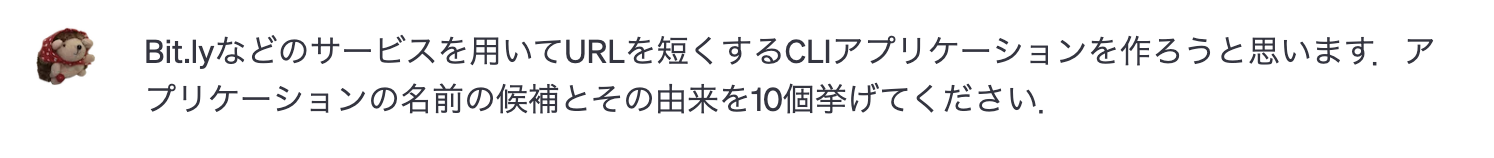 Bit.lyなどのサービスを用いてURLを短くするCLIアプリケーションを作ろうと思います．ア
プリケーションの名前の候補とその由来を10個挙げてください．